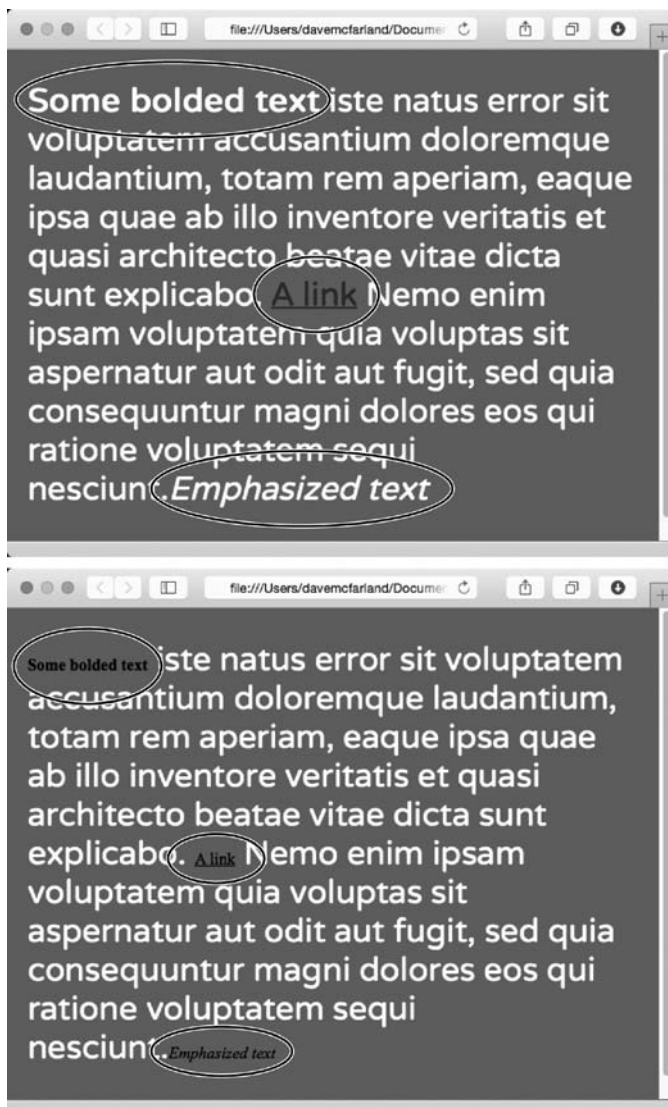 file:///Users/davemcfarland/Docume
Some bolded text iste natus error sit
voluptatem accusantium doloremque
laudantium, totam rem aperiam, eaque
ipsa quae ab illo inventore veritatis et
quasi architecto beatae vitae dicta
sunt explicabo. A link Nemo enim
ipsam voluptatem quia voluptas sit
aspernatur aut odit aut fugit, sed quia
consequuntur magni dolores eos qui
ratione voluptatem sequi
nesciunt.Emphasized text
file:///Users/davemcfarland/Docume
Some bolded text iste natus error sit voluptatem
accusantium doloremque laudantium,
totam rem aperiam, eaque ipsa quae
ab illo inventore veritatis et quasi
architecto beatae vitae dicta sunt
explicabo. A link Nemo enim ipsam
voluptatem quia voluptas sit
aspernatur aut odit aut fugit, sed quia
consequuntur magni dolores eos qui
ratione voluptatem sequi
nesciunt.Emphasized text